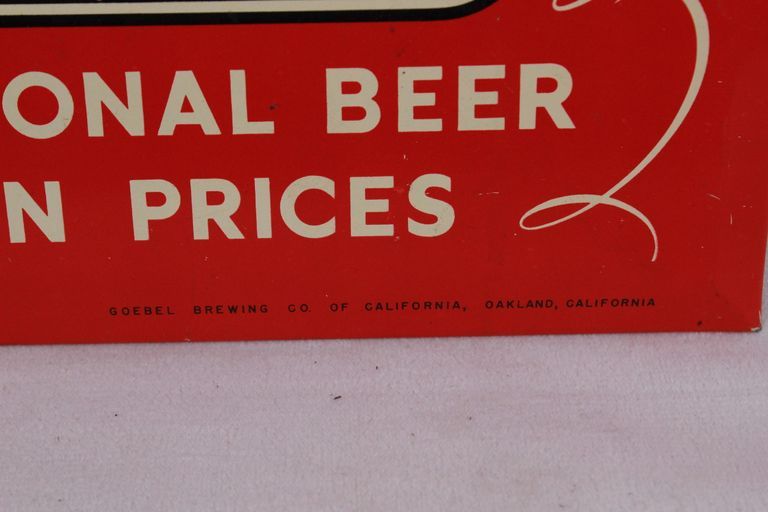 ONAL BEER
N PRICES
GOEBEL BREWING CO. OF CALIFORNIA, OAKLAND, CALIFORNIA